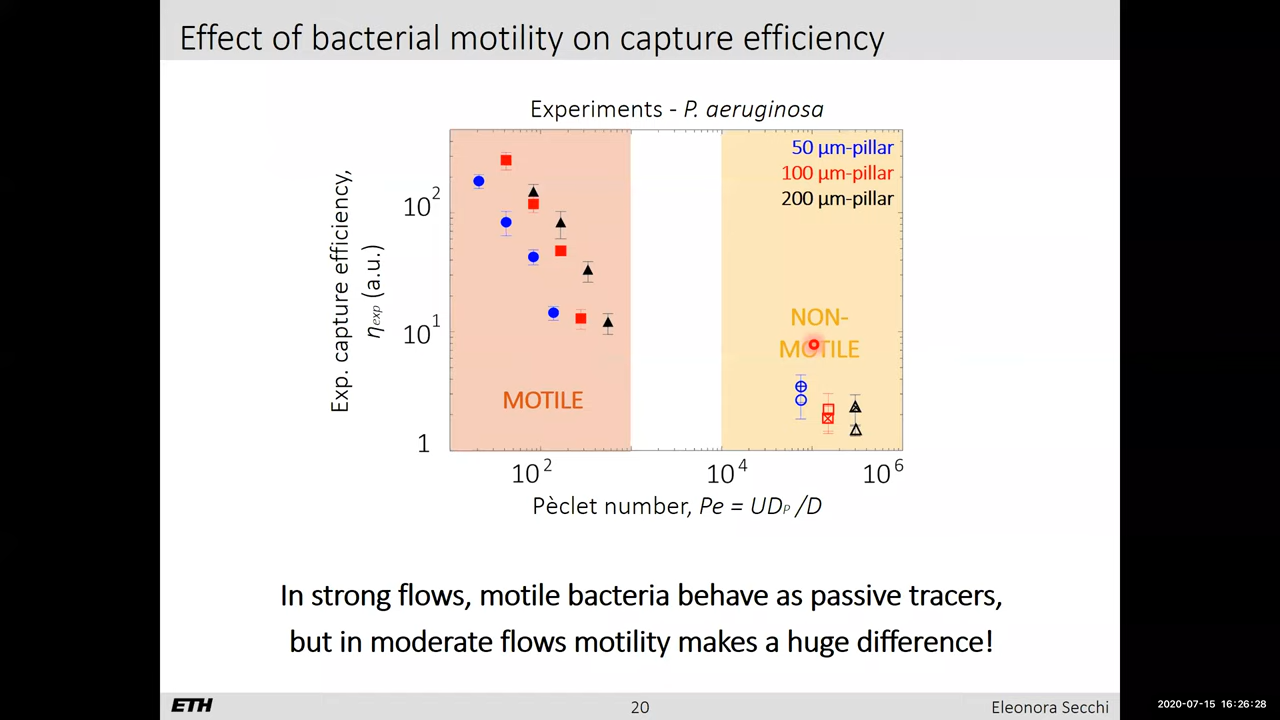 Effect of bacterial motility on capture efficiency
Experiments - P. aeruginosa
50 µm-pillar
100 µm-pillar
200 µm-pillar
Exp. capture efficiency,
ηexp (a.u.)
10²
10¹
1
MOTILE
NON-
MOTILE
10² 10⁴ 10⁶
Pèclet number, Pe = UDP /D
In strong flows, motile bacteria behave as passive tracers,
but in moderate flows motility makes a huge difference!
ETH 20 Eleonora Secchi
2020-07-15 16:26:28